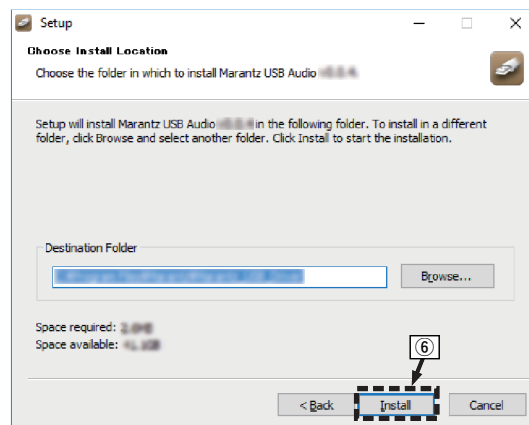 Setup
Choose Install Location
Choose the folder in which to install Marantz USB Audio
Setup will install Marantz USB Audio in the following folder. To install in a different
folder, click Browse and select another folder. Click Install to start the installation.
Destination Folder
Browse...
Space required:
Space available:
⑥
< Back Install Cancel